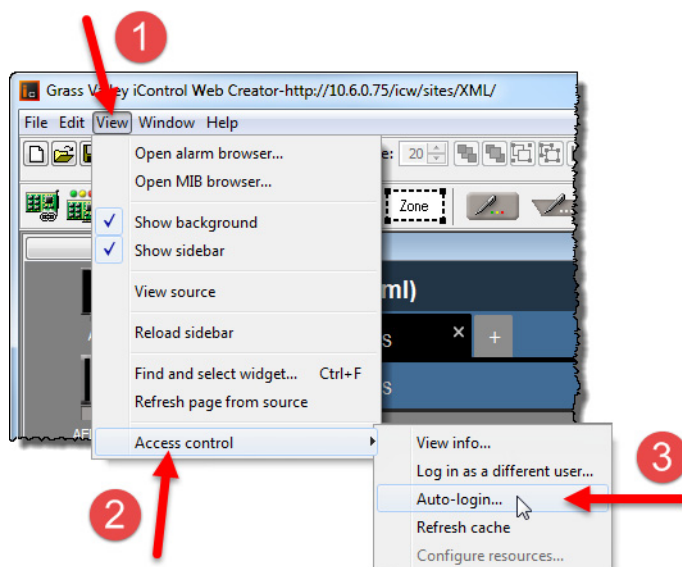 1
Grass Valley iControl Web Creator-http://10.6.0.75/icw/sites/XML/
File Edit View Window Help
Open alarm browser...
20
Open MIB browser...
Zone
Show background
Show sidebar
View source
ml)
Reload sidebar
s
×
+
Find and select widget... Ctrl+F
s
Refresh page from source
Access control
View info...
Log in as a different user...
3
Auto-login...
2
Refresh cache
Configure resources...